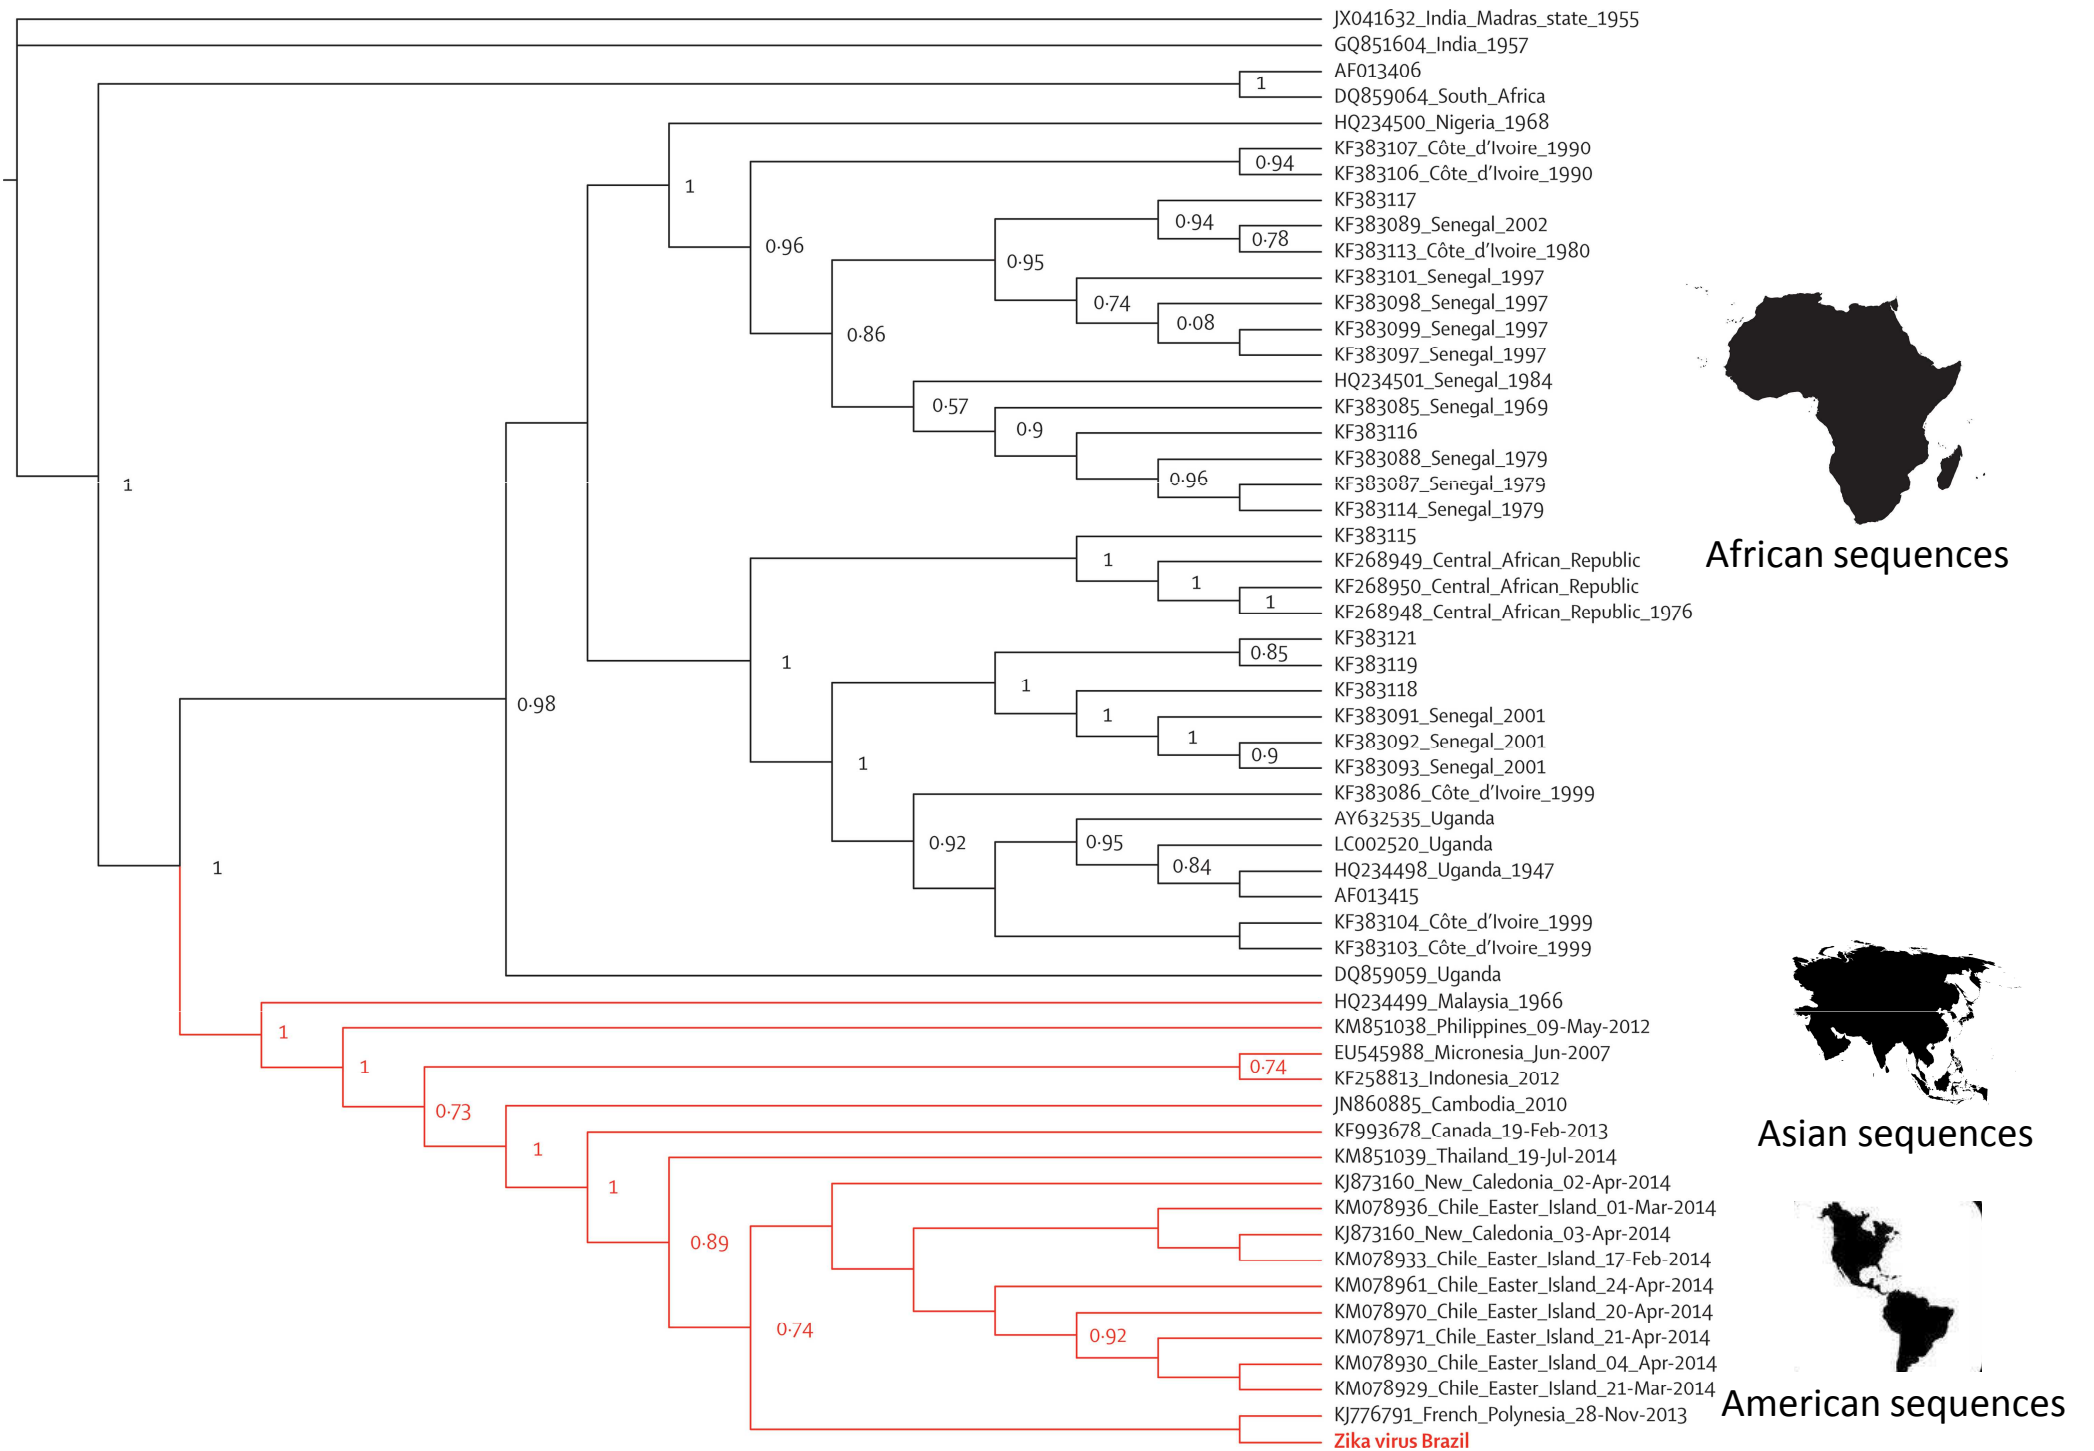 JX041632_India_Madras_state_1955
GQ851604_India_1957
AF013406
1
DQ859064_South_Africa
HQ234500_Nigeria_1968
KF383107_Côte_d'Ivoire_1990
0·94
KF383106_Côte_d'Ivoire_1990
1
KF383117
0·94
KF383089_Senegal_2002
0·78
KF383113_Côte_d'Ivoire_1980
0·96
0·95
KF383101_Senegal_1997
0·74
KF383098_Senegal_1997
0·08
KF383099_Senegal_1997
0·86
KF383097_Senegal_1997
HQ234501_Senegal_1984
0·57
KF383085_Senegal_1969
0·9
KF383116
KF383088_Senegal_1979
0·96
KF383087_Senegal_1979
1
KF383114_Senegal_1979
KF383115
African sequences
1
KF268949_Central_African_Republic
1
KF268950_Central_African_Republic
1
KF268948_Central_African_Republic_1976
KF383121
0·85
KF383119
1
1
KF383118
0·98
1
KF383091_Senegal_2001
1
KF383092_Senegal_2001
0·9
KF383093_Senegal_2001
1
KF383086_Côte_d'Ivoire_1999
AY632535_Uganda
0·92
0·95
LC002520_Uganda
0·84
HQ234498_Uganda_1947
1
AF013415
KF383104_Côte_d'Ivoire_1999
KF383103_Côte_d'Ivoire_1999
DQ859059_Uganda
HQ234499_Malaysia_1966
1
KM851038_Philippines_09-May-2012
EU545988_Micronesia_Jun-2007
1
0·74
KF258813_Indonesia_2012
0·73
JN860885_Cambodia_2010
KF993678_Canada_19-Feb-2013
Asian sequences
1
KM851039_Thailand_19-Jul-2014
1
KJ873160_New_Caledonia_02-Apr-2014
KM078936_Chile_Easter_Island_01-Mar-2014
KJ873160_New_Caledonia_03-Apr-2014
0·89
KM078933_Chile_Easter_Island_17-Feb-2014
KM078961_Chile_Easter_Island_24-Apr-2014
KM078970_Chile_Easter_Island_20-Apr-2014
0·74
0·92
KM078971_Chile_Easter_Island_21-Apr-2014
KM078930_Chile_Easter_Island_04_Apr-2014
KM078929_Chile_Easter_Island_21-Mar-2014
American sequences
KJ776791_French_Polynesia_28-Nov-2013
Zika virus Brazil